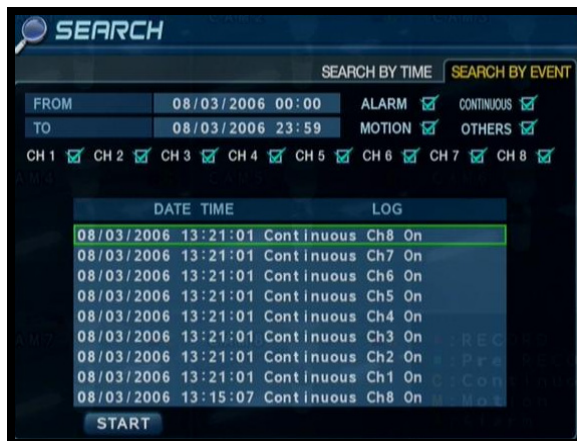 SEARCH
SEARCH BY TIME SEARCH BY EVENT
FROM 08/03/2006 00:00 ALARM CONTINUOUS
TO 08/03/2006 23:59 MOTION OTHERS
CH 1 CH 2 CH 3 CH 4 CH 5 CH 6 CH 7 CH 8
DATE TIME LOG
08/03/2006 13:21:01 Continuous Ch8 On
08/03/2006 13:21:01 Continuous Ch7 On
08/03/2006 13:21:01 Continuous Ch6 On
08/03/2006 13:21:01 Continuous Ch5 On
08/03/2006 13:21:01 Continuous Ch4 On
08/03/2006 13:21:01 Continuous Ch3 On
08/03/2006 13:21:01 Continuous Ch2 On
08/03/2006 13:21:01 Continuous Ch1 On
08/03/2006 13:15:07 Continuous Ch8 On
START